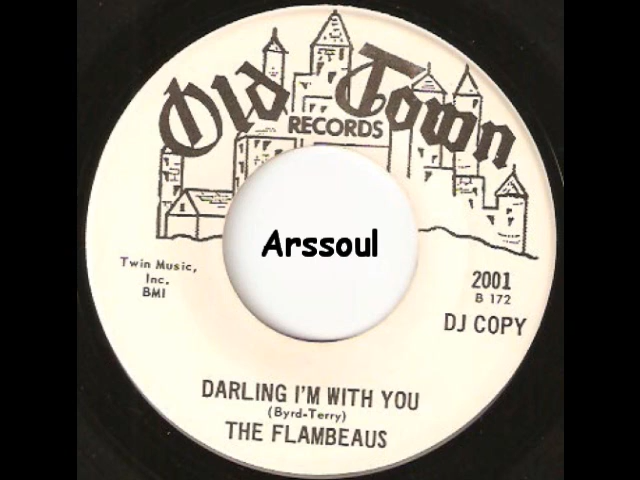 Old Town
RECORDS
Arssoul
Twin Music,
Inc.
BMI
2001
B 172
DJ COPY
DARLING I'M WITH YOU
(Byrd-Terry)
THE FLAMBEAUS